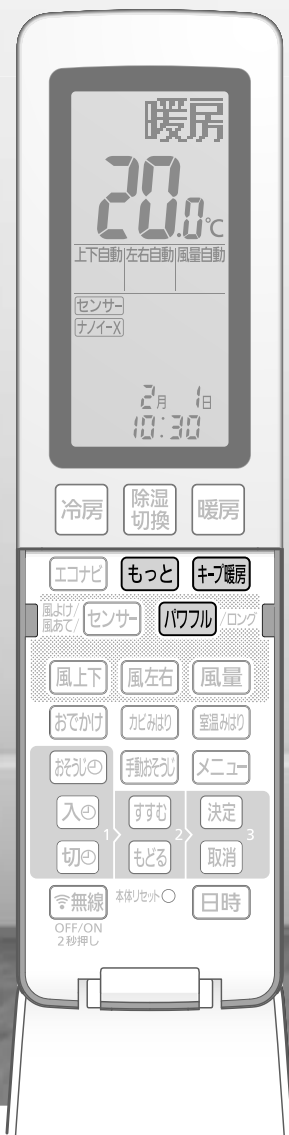 暖房
20.0℃
上下自動 左右自動 風量自動
センサー
ナノイーX
2月 1日
10:30
冷房 除湿切換 暖房
エコナビ もっと キープ暖房
風よけ/風あて/センサー パワフル/ロング
風上下 風左右 風量
おでかけ カビみはり 室温みはり
おそうじ 手動おそうじ メニュー
入 1 すすむ 2 決定 3
切 もどる 取消
無線 本体リセット 日時
OFF/ON
2秒押し